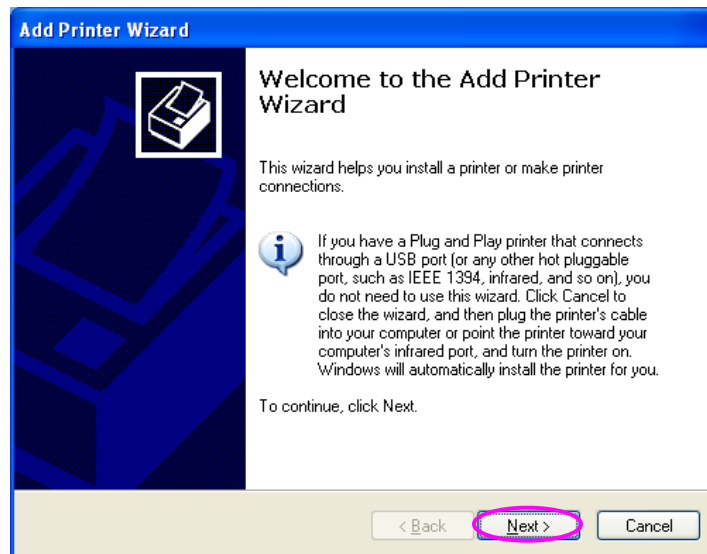 Add Printer Wizard
Welcome to the Add Printer
Wizard
This wizard helps you install a printer or make printer
connections.
If you have a Plug and Play printer that connects
through a USB port (or any other hot pluggable
port, such as IEEE 1394, infrared, and so on), you
do not need to use this wizard. Click Cancel to
close the wizard, and then plug the printer's cable
into your computer or point the printer toward your
computer's infrared port, and turn the printer on.
Windows will automatically install the printer for you.
To continue, click Next.
< Back
Next >
Cancel